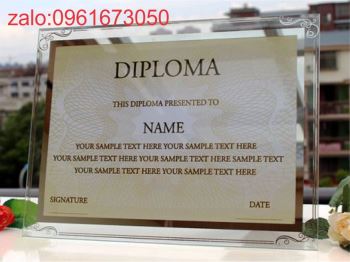 zalo:0961673050
DIPLOMA
THIS DIPLOMA PRESENTED TO
NAME
YOUR SAMPLE TEXT HERE YOUR SAMPLE TEXT HERE
YOUR SAMPLE TEXT HERE YOUR SAMPLE TEXT HERE SAMPLE TEXT
YOUR SAMPLE TEXT HERE YOUR SAMPLE TEXT HERE
SIGNATURE
DATE